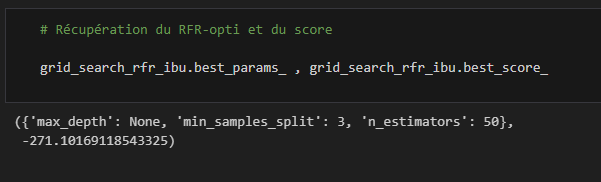 # Récupération du RFR-opti et du score
grid_search_rfr_ibu.best_params_ , grid_search_rfr_ibu.best_score_
({'max_depth': None, 'min_samples_split': 3, 'n_estimators': 50},
-271.10169118543325)